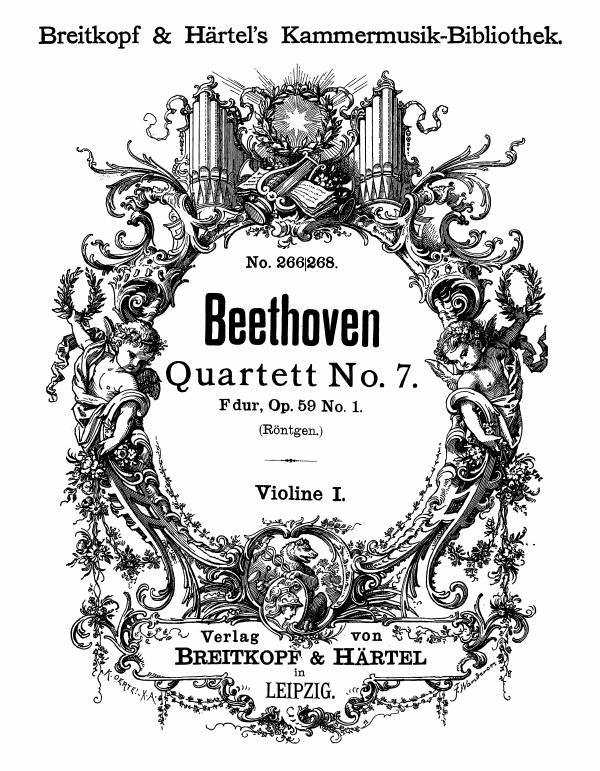 Breitkopf & Härtel's Kammermusik-Bibliothek.
No. 266|268.
Beethoven
Quartett No. 7.
F dur, Op. 59 No. 1.
(Röntgen.)
Violine I.
Verlag von
BREITKOPF & HÄRTEL
in
LEIPZIG.
K. OERTEL. X.A.